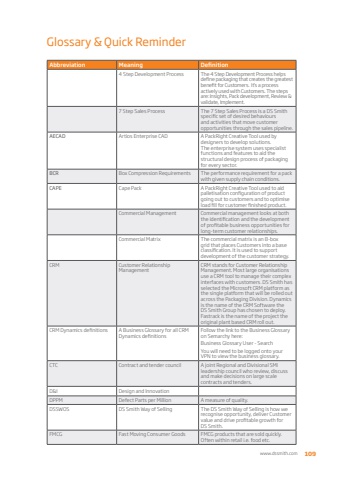 Glossary & Quick Reminder
Abbreviation Meaning Definition
4 Step Development Process The 4 Step Development Process helps
define packaging that creates the greatest
benefit for Customers. It's a process
actively used with Customers. The steps
are: Insights, Pack development, Review &
validate, Implement.
7 Step Sales Process The 7 Step Sales Process is a DS Smith
specific set of desired behaviours
and activities that move customer
opportunities through the sales pipeline.
AECAD Artios Enterprise CAD A PackRight Creative Tool used by
designers to develop solutions.
The enterprise system uses specialist
functions and features to aid the
structural design process of packaging
for every sector.
BCR Box Compression Requirements The performance requirement for a pack
with given supply chain conditions.
CAPE Cape Pack A PackRight Creative Tool used to aid
palletisation configuration of product
going out to customers and to optimise
load fill for customer finished product.
Commercial Management Commercial management looks at both
the identification and the development
of profitable business opportunities for
long-term customer relationships.
Commercial Matrix The commercial matrix is an 8-box
grid that places Customers into a base
classification. It is used to support
development of the customer strategy.
CRM Customer Relationship CRM stands for Customer Relationship
Management Management. Most large organisations
use a CRM tool to manage their complex
interfaces with customers. DS Smith has
selected the Microsoft CRM platform as
the single platform that will be rolled out
across the Packaging Division. Dynamics
is the name of the CRM Software the
DS Smith Group has chosen to deploy.
Fastrack is the name of the project the
original plant based CRM roll out.
CRM Dynamics definitions A Business Glossary for all CRM Follow the link to the Business Glossary
Dynamics definitions on Semarchy here:
Business Glossary User - Search
You will need to be logged onto your
VPN to view the business glossary.
CTC Contract and tender council A joint Regional and Divisional SMI
leadership council who review, discuss
and make decisions on large scale
contracts and tenders.
D&I Design and Innovation
DPPM Defect Parts per Million A measure of quality.
DSSWOS DS Smith Way of Selling The DS Smith Way of Selling is how we
recognise opportunity, deliver Customer
value and drive profitable growth for
DS Smith.
FMCG Fast Moving Consumer Goods FMCG products that are sold quickly.
Often within retail i.e. food etc.
www.dssmith.com 109